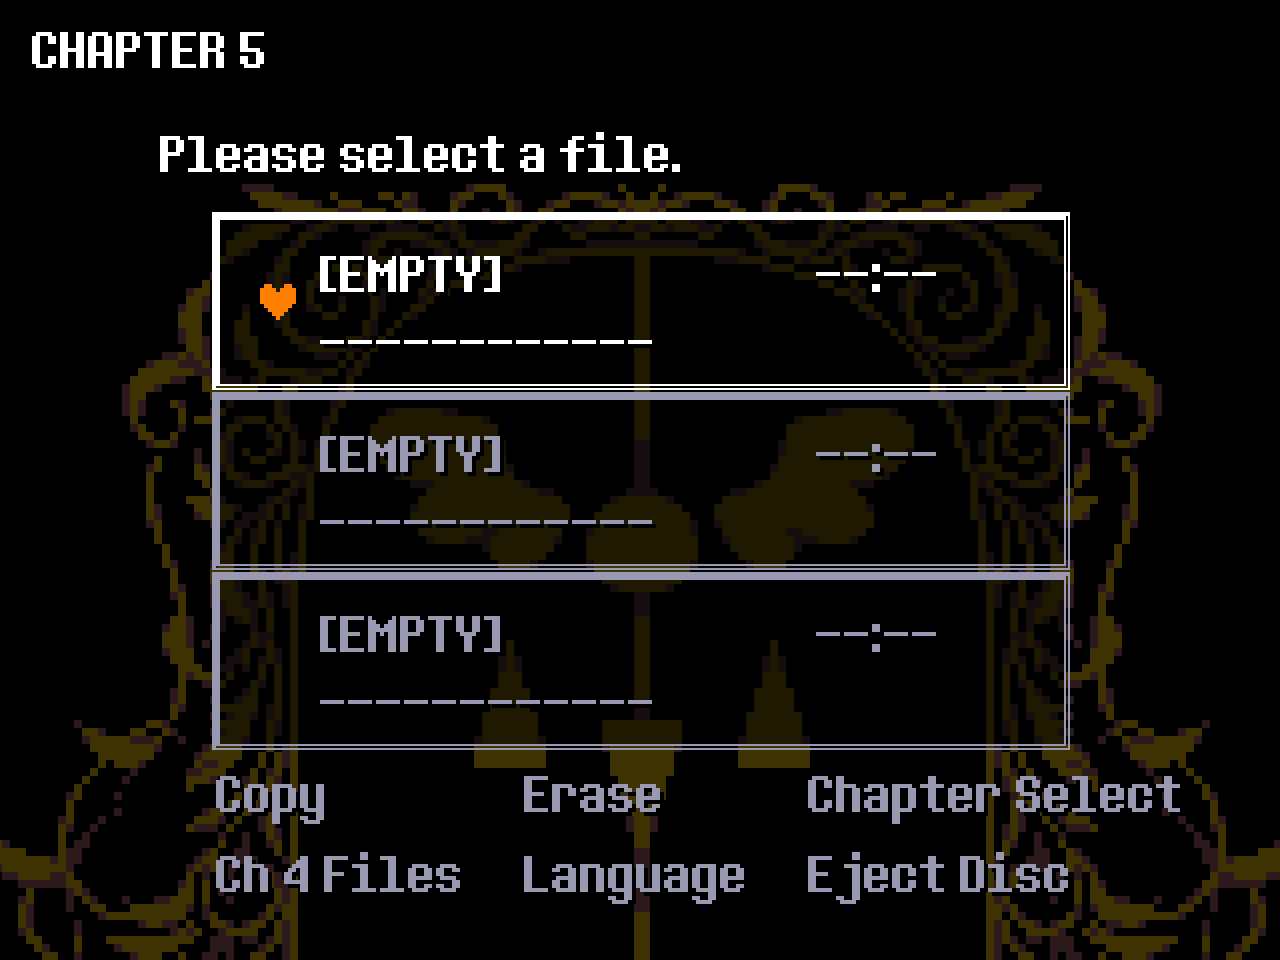 CHAPTER 5
Please select a file.
[EMPTY] --:--
------------
[EMPTY] --:--
------------
[EMPTY] --:--
------------
Copy Erase Chapter Select
Ch 4 Files Language Eject Disc